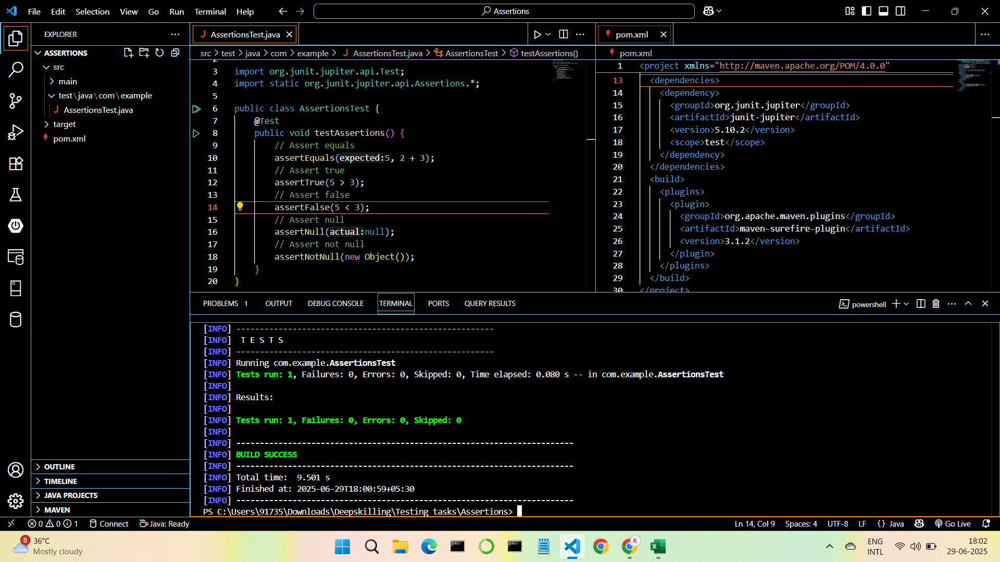 File Edit Selection View Go Run Terminal Help
Assertions
EXPLORER
ASSERTIONS
src
main
test\java\com\example
AssertionsTest.java
target
pom.xml
OUTLINE
TIMELINE
JAVA PROJECTS
MAVEN
AssertionsTest.java
src > test > java > com > example > AssertionsTest.java > AssertionsTest > testAssertions()
3 import org.junit.jupiter.api.Test;
4 import static org.junit.jupiter.api.Assertions.*;
5
6 public class AssertionsTest {
7 @Test
8 public void testAssertions() {
9 // Assert equals
10 assertEquals(expected:5, 2 + 3);
11 // Assert true
12 assertTrue(5 > 3);
13 // Assert false
14 assertFalse(5 < 3);
15 // Assert null
16 assertNull(actual:null);
17 // Assert not null
18 assertNotNull(new Object());
19 }
20 }
pom.xml
pom.xml
1 <project xmlns="http://maven.apache.org/POM/4.0.0"
13 <dependencies>
14 <dependency>
15 <groupId>org.junit.jupiter</groupId>
16 <artifactId>junit-jupiter</artifactId>
17 <version>5.10.2</version>
18 <scope>test</scope>
19 </dependency>
20 </dependencies>
21 <build>
22 <plugins>
23 <plugin>
24 <groupId>org.apache.maven.plugins</groupId>
25 <artifactId>maven-surefire-plugin</artifactId>
26 <version>3.1.2</version>
27 </plugin>
28 </plugins>
29 </build>
30 </project>
PROBLEMS 1 OUTPUT DEBUG CONSOLE TERMINAL PORTS QUERY RESULTS
powershell
[INFO] -------------------------------------------------------
[INFO]  T E S T S
[INFO] -------------------------------------------------------
[INFO] Running com.example.AssertionsTest
[INFO] Tests run: 1, Failures: 0, Errors: 0, Skipped: 0, Time elapsed: 0.080 s -- in com.example.AssertionsTest
[INFO]
[INFO] Results:
[INFO]
[INFO] Tests run: 1, Failures: 0, Errors: 0, Skipped: 0
[INFO]
[INFO] ------------------------------------------------------------------------
[INFO] BUILD SUCCESS
[INFO] ------------------------------------------------------------------------
[INFO] Total time:  9.501 s
[INFO] Finished at: 2025-06-29T18:00:59+05:30
[INFO] ------------------------------------------------------------------------
PS C:\Users\91735\Downloads\Deepskilling\Testing tasks\Assertions>
0 0 1 Connect Java: Ready
Ln 14, Col 9 Spaces: 4 UTF-8 LF {} Java Go Live
8
36°C
Mostly cloudy
K
ENG
INTL
18:02
29-06-2025